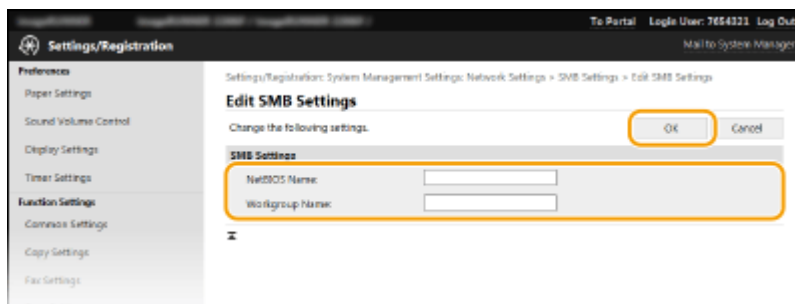 To Portal Login User: 7654321 Log Out
Settings/Registration
Mail to System Manager
Preferences
Paper Settings
Sound Volume Control
Display Settings
Timer Settings
Function Settings
Common Settings
Copy Settings
Fax Settings
Settings/Registration: System Management Settings: Network Settings > SMB Settings > Edit SMB Settings
Edit SMB Settings
Change the following settings.
OK Cancel
SMB Settings
NetBIOS Name:
Workgroup Name: